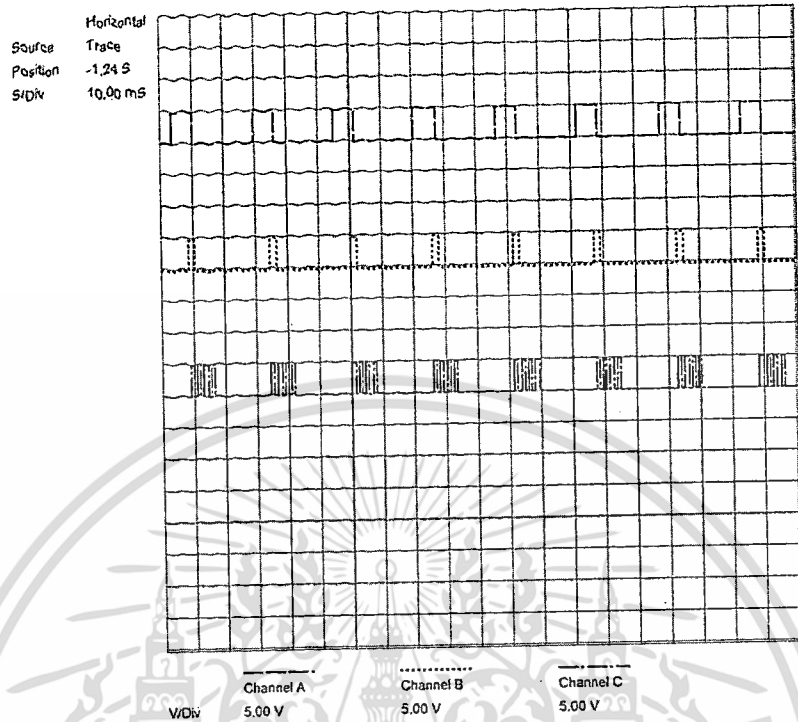 Horizontal
Source Trace
Position -1.24 S
S/Div 10.00 mS
Channel A Channel B Channel C
V/Div 5.00 V 5.00 V 5.00 V